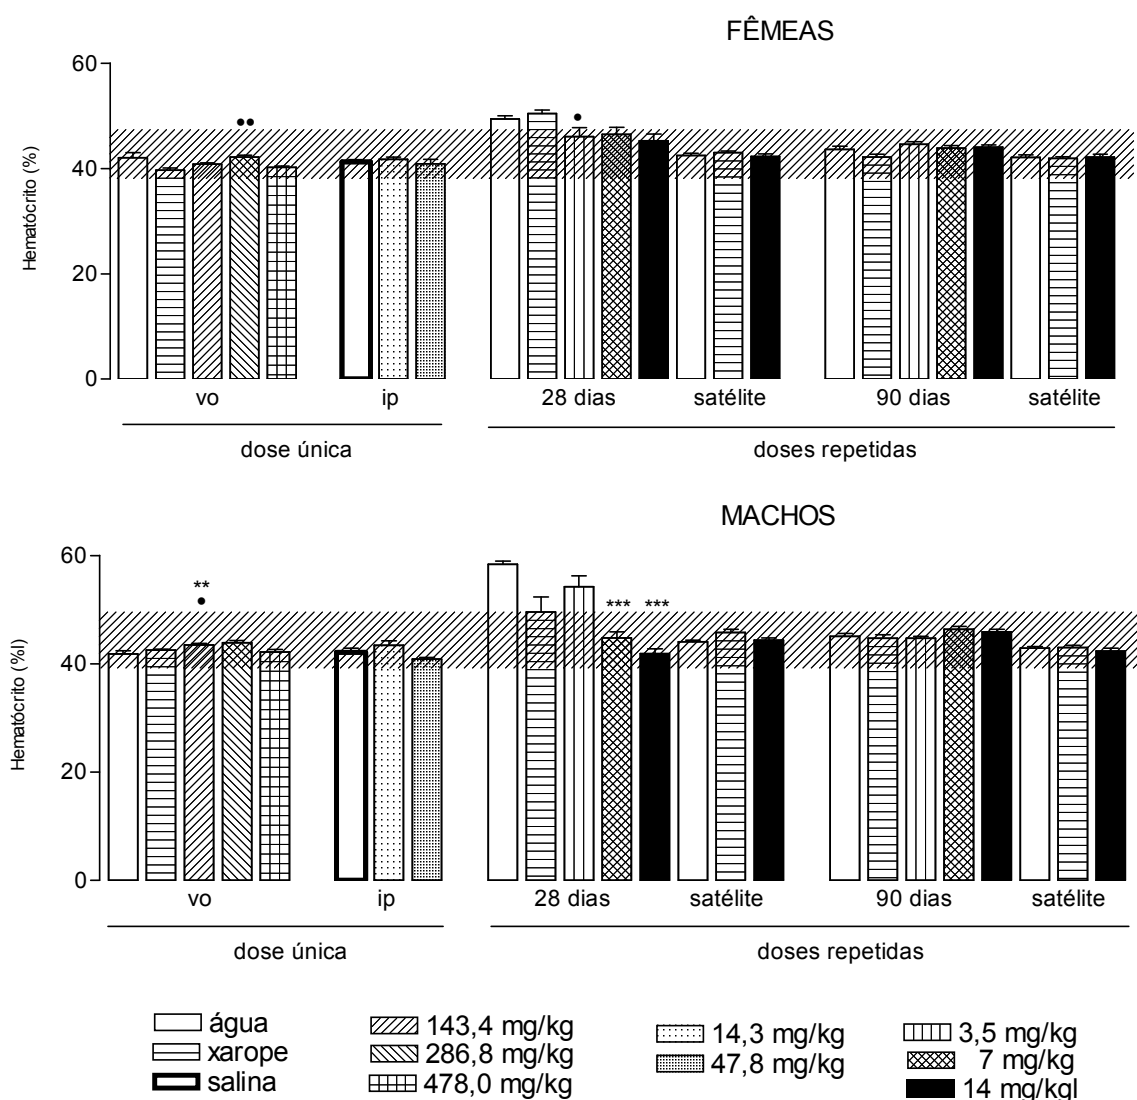 FÊMEAS
60
40
20
0
Hematócrito (%)
••
•
vo
ip
28 dias
satélite
90 dias
satélite
dose única
doses repetidas
MACHOS
60
40
20
0
Hematócrito (%l)
**
•
***
***
vo
ip
28 dias
satélite
90 dias
satélite
dose única
doses repetidas
água
xarope
salina
143,4 mg/kg
286,8 mg/kg
478,0 mg/kg
14,3 mg/kg
47,8 mg/kg
3,5 mg/kg
7 mg/kg
14 mg/kgl